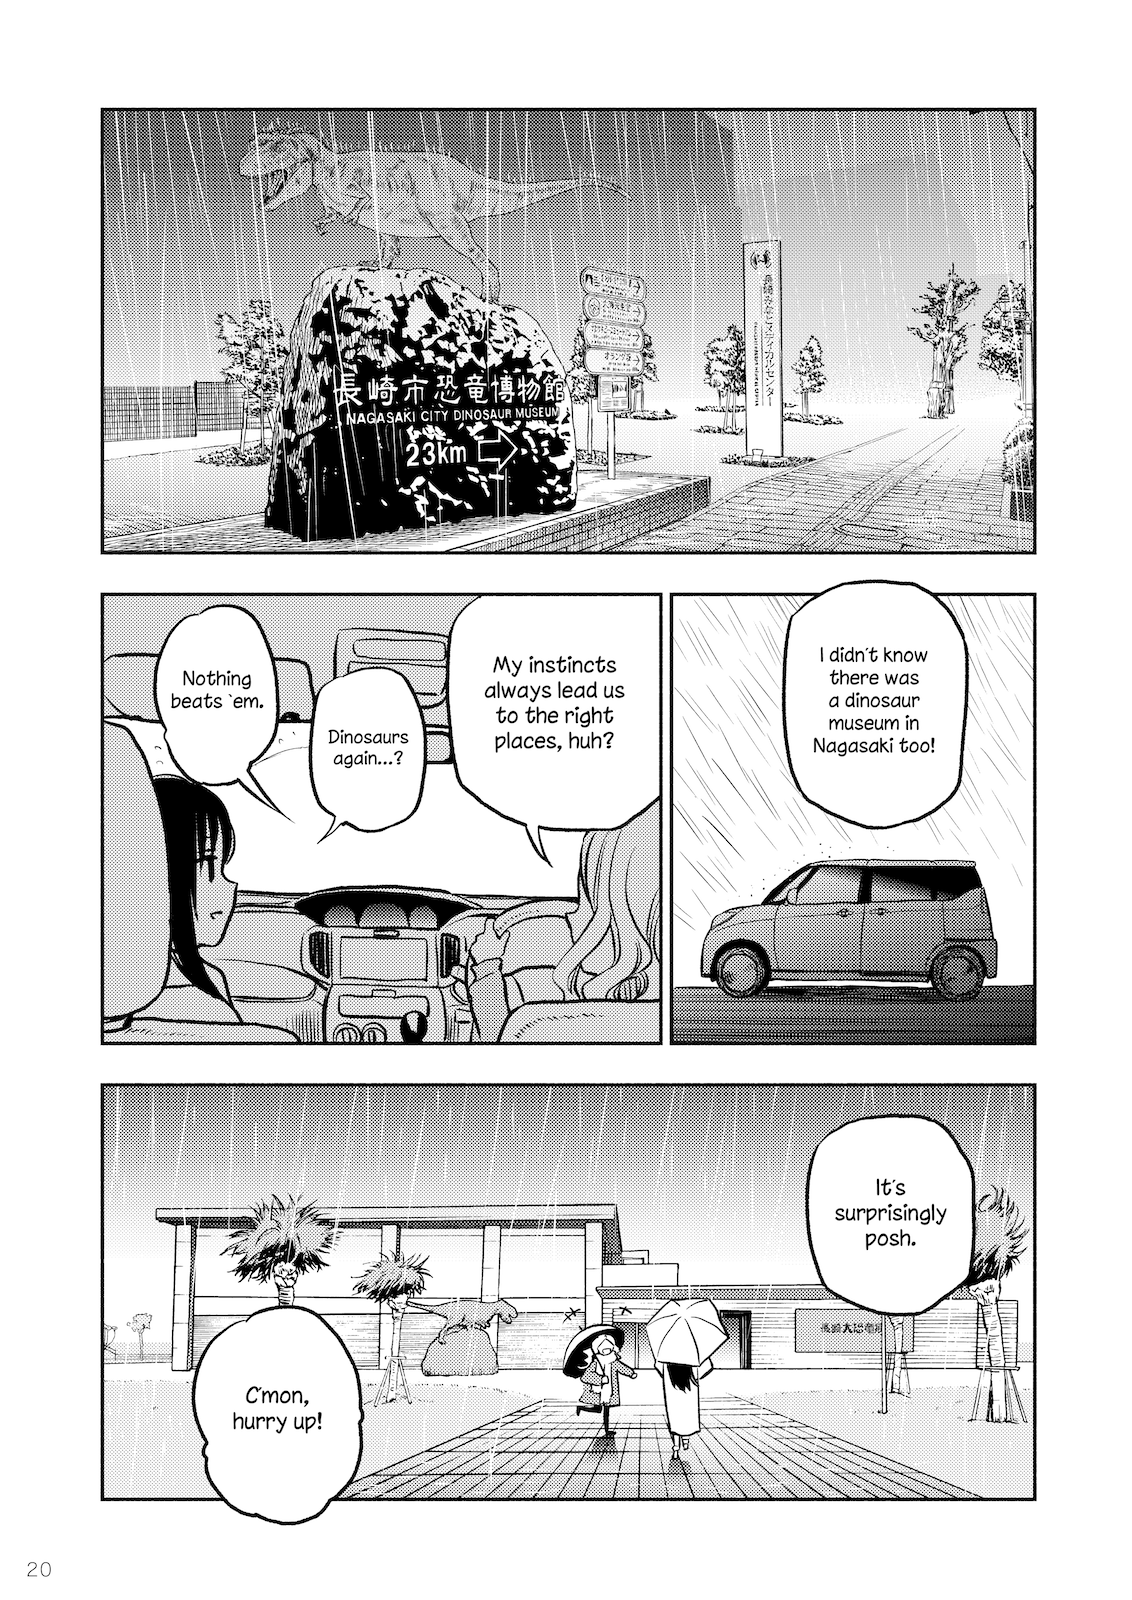 長崎市恐竜博物館
NAGASAKI CITY DINOSAUR MUSEUM
23km
I didn't know
there was
a dinosaur
museum in
Nagasaki too!
My instincts
always lead us
to the right
places, huh?
Dinosaurs
again...?
Nothing
beats 'em.
It's
surprisingly
posh.
C'mon,
hurry up!
20